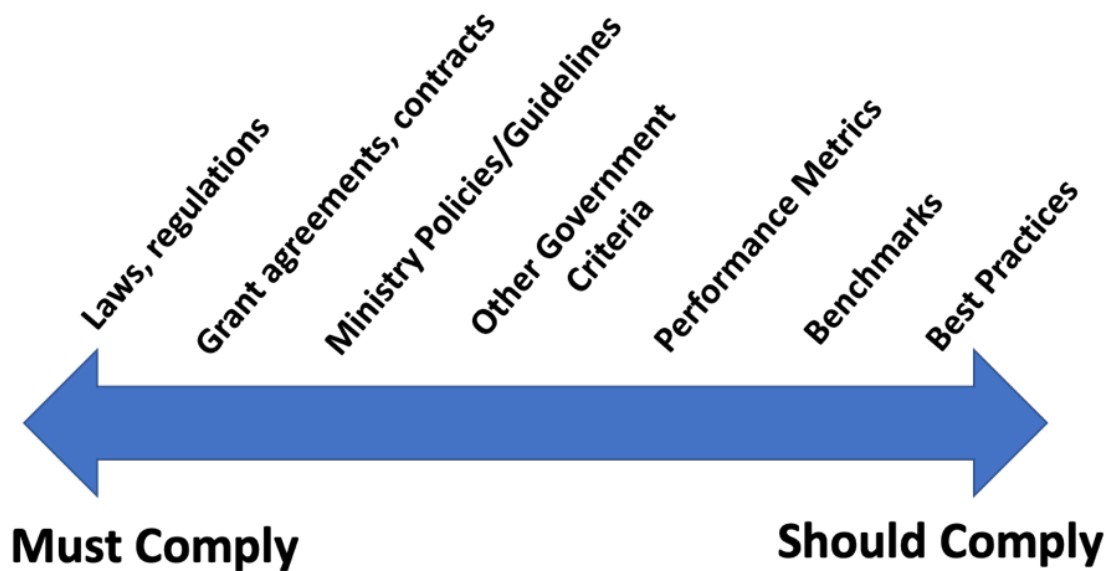 Laws, regulations
Grant agreements, contracts
Ministry Policies/Guidelines
Other Government
Criteria
Performance Metrics
Benchmarks
Best Practices
Must Comply
Should Comply